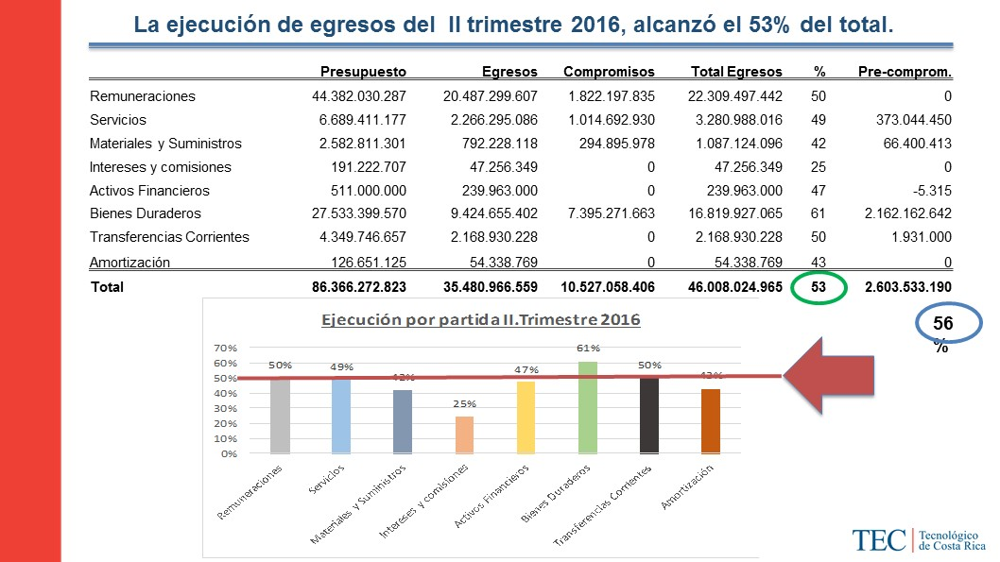 La ejecución de egresos del II trimestre 2016, alcanzó el 53% del total.
Presupuesto Egresos Compromisos Total Egresos % Pre-comprom.
Remuneraciones 44.382.030.287 20.487.299.607 1.822.197.835 22.309.497.442 50 0
Servicios 6.689.411.177 2.266.295.086 1.014.692.930 3.280.988.016 49 373.044.450
Materiales y Suministros 2.582.811.301 792.228.118 294.895.978 1.087.124.096 42 66.400.413
Intereses y comisiones 191.222.707 47.256.349 0 47.256.349 25 0
Activos Financieros 511.000.000 239.963.000 0 239.963.000 47 -5.315
Bienes Duraderos 27.533.399.570 9.424.655.402 7.395.271.663 16.819.927.065 61 2.162.162.642
Transferencias Corrientes 4.349.746.657 2.168.930.228 0 2.168.930.228 50 1.931.000
Amortización 126.651.125 54.338.769 0 54.338.769 43 0
Total 86.366.272.823 35.480.966.559 10.527.058.406 46.008.024.965 53 2.603.533.190
56
%
Ejecución por partida II.Trimestre 2016
70%
60%
50%
40%
30%
20%
10%
0%
50% 49% 42% 25% 47% 61% 50% 43%
Remuneraciones
Servicios
Materiales y Suministros
Intereses y comisiones
Activos Financieros
Bienes Duraderos
Transferencias Corrientes
Amortización
TEC Tecnológico
de Costa Rica